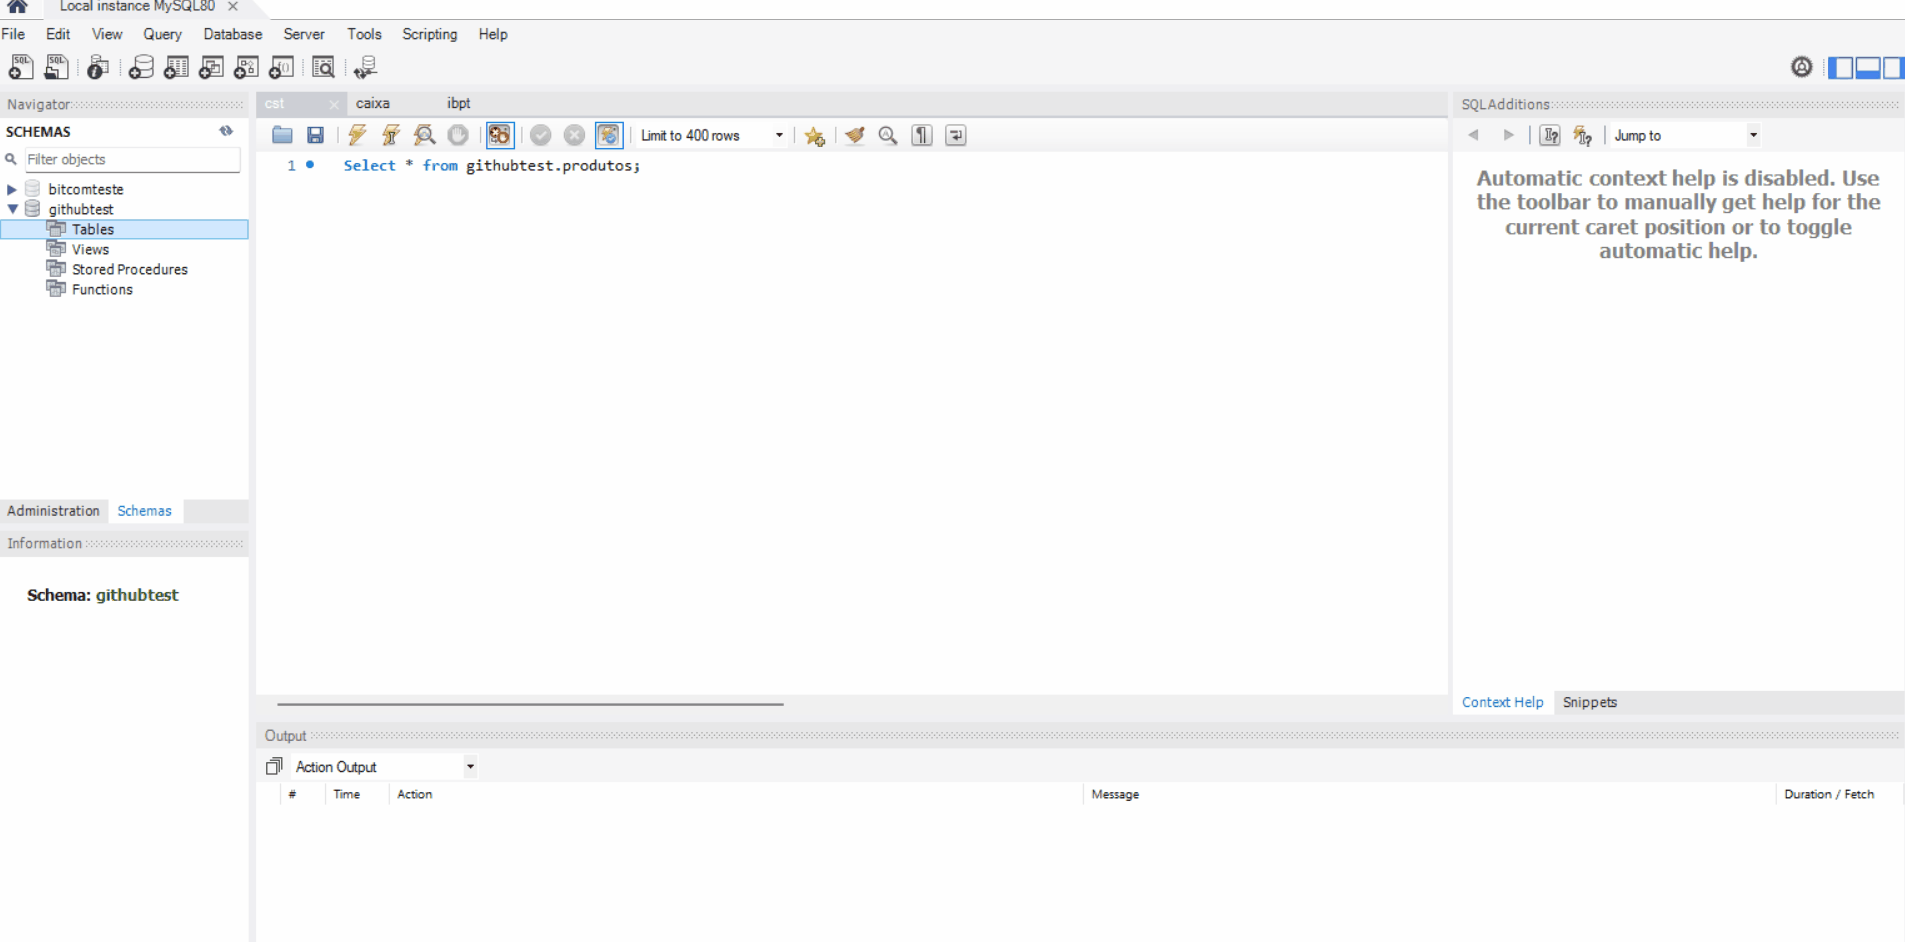 Local instance MySQL80
File Edit View Query Database Server Tools Scripting Help
Navigator
SCHEMAS
Filter objects
bitcomteste
githubtest
Tables
Views
Stored Procedures
Functions
Administration Schemas
Information
Schema: githubtest
cst caixa ibpt
Limit to 400 rows
1 Select * from githubtest.produtos;
SQLAdditions
Jump to
Automatic context help is disabled. Use
the toolbar to manually get help for the
current caret position or to toggle
automatic help.
Context Help Snippets
Output
Action Output
# Time Action Message Duration / Fetch